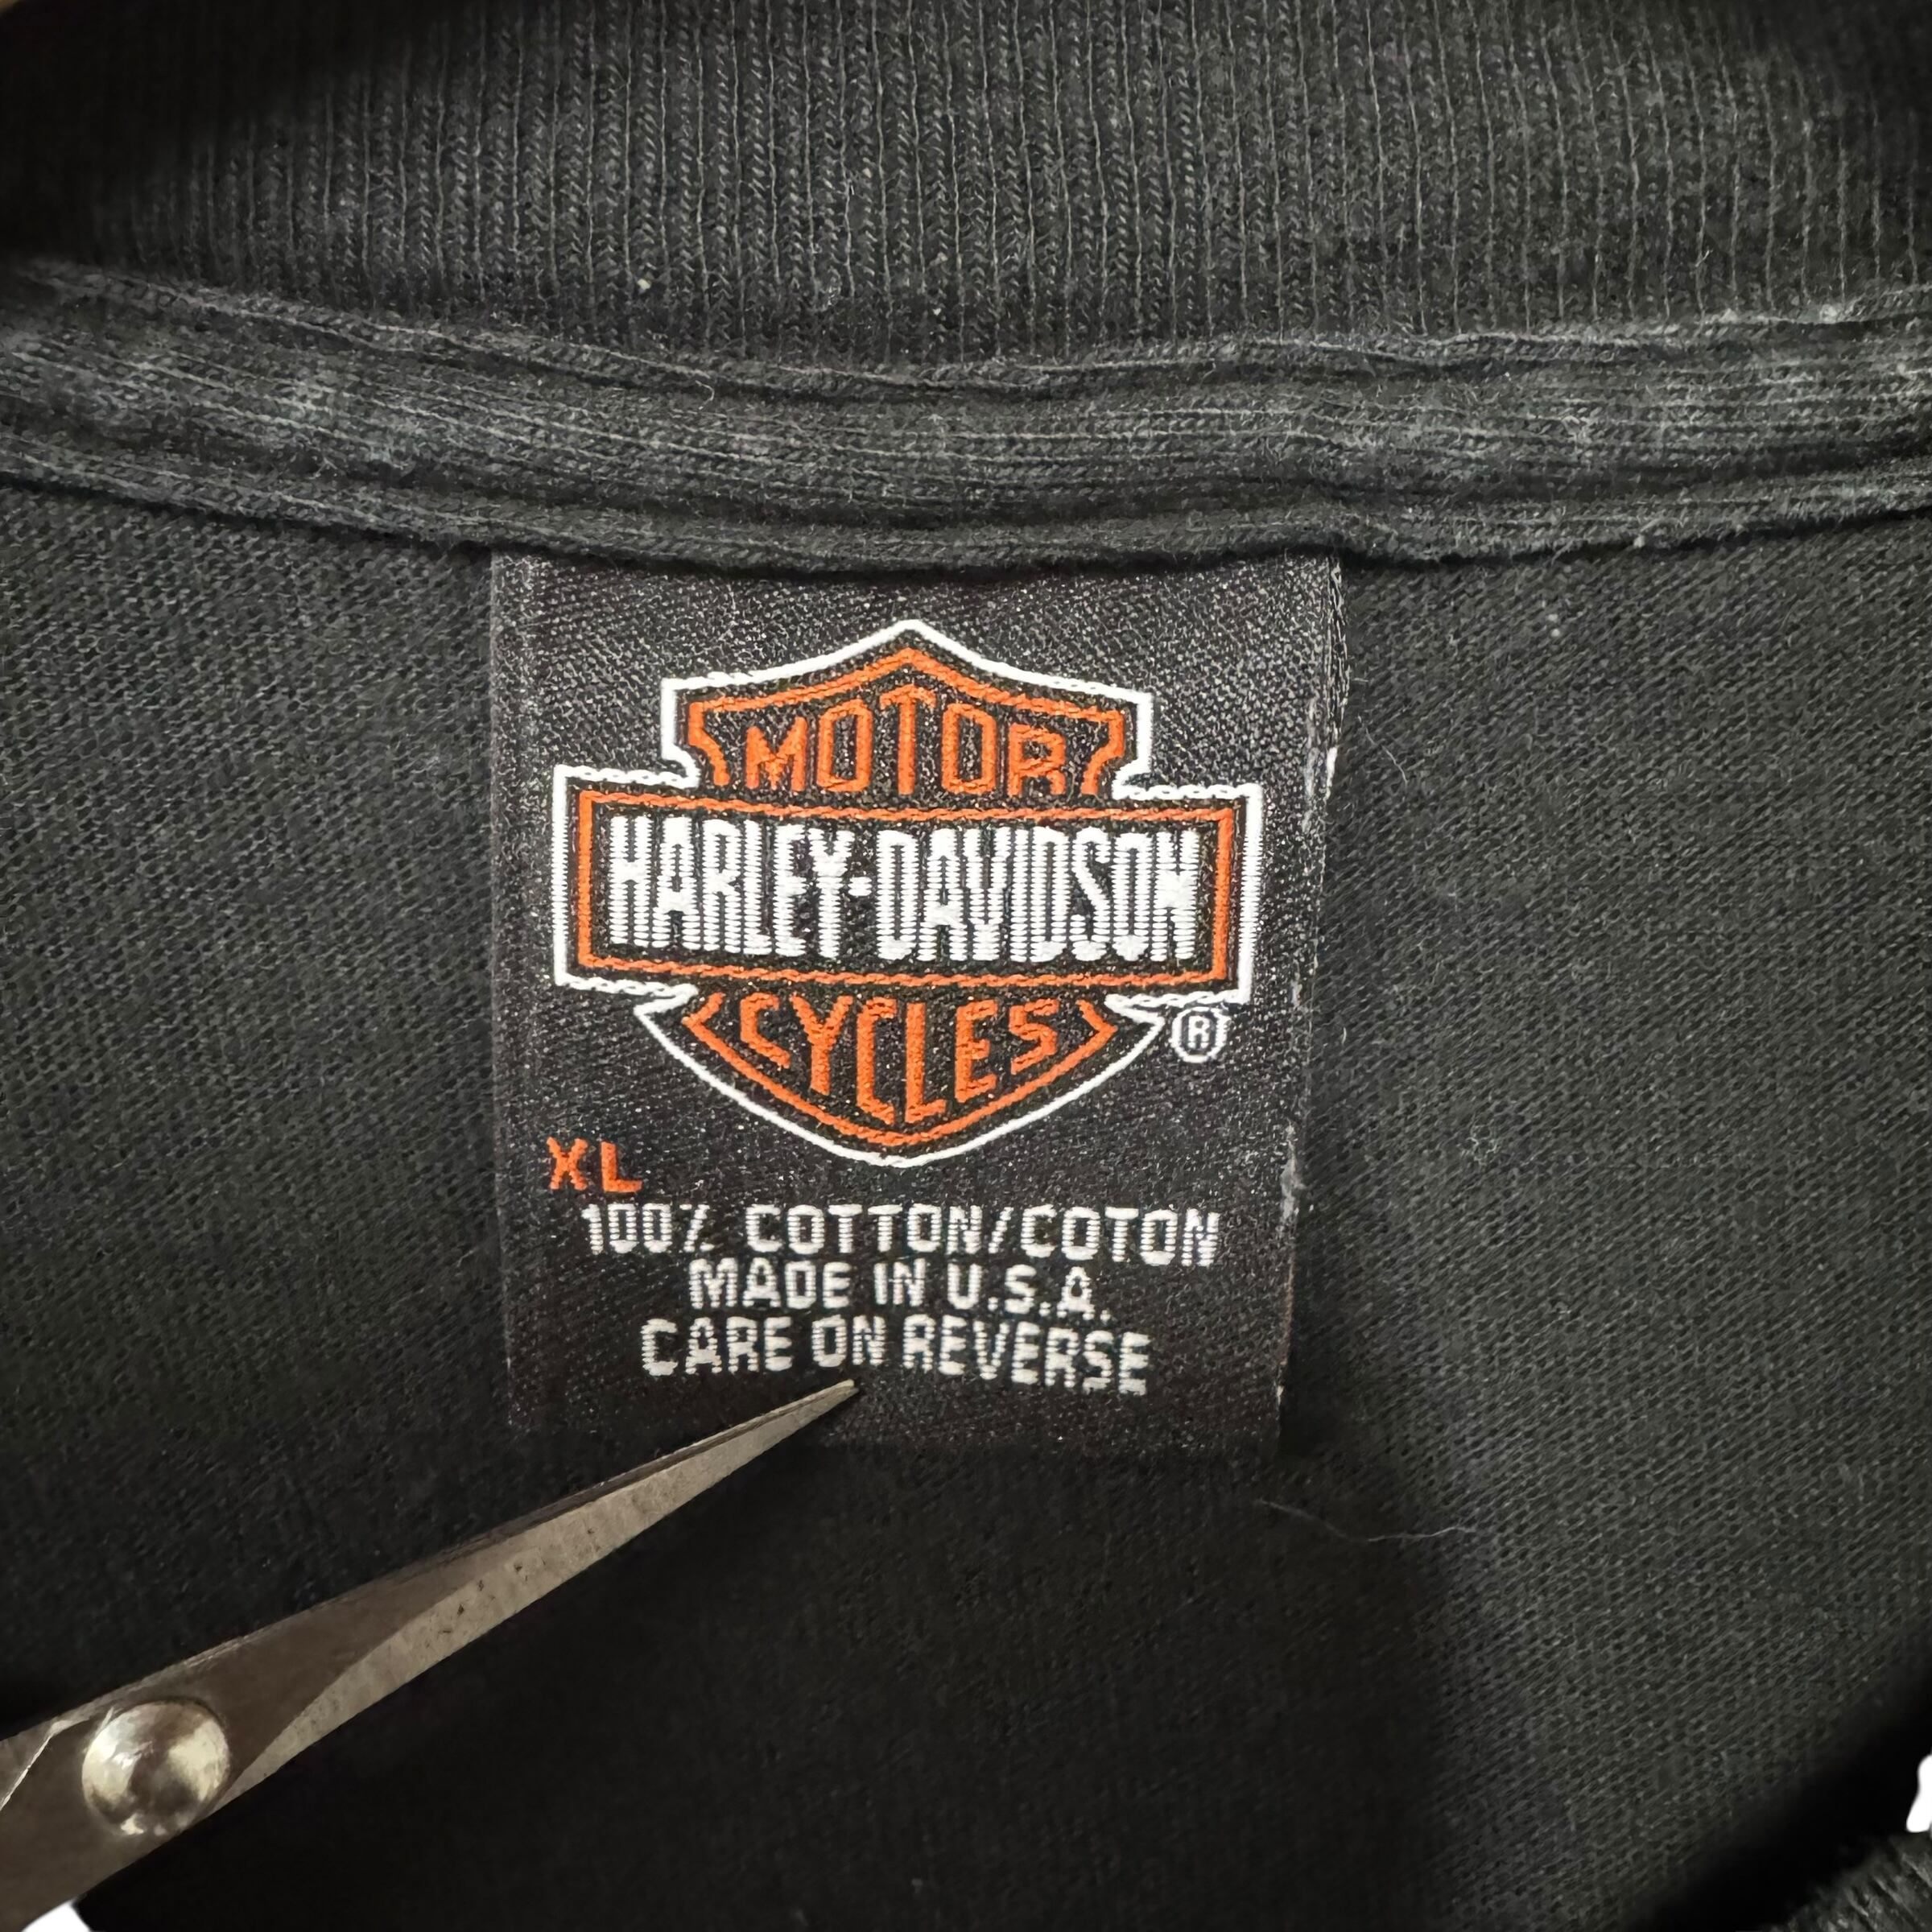 MOTOR
HARLEY-DAVIDSON
CYCLES
®
XL
100% COTTON/COTON
MADE IN U.S.A.
CARE ON REVERSE